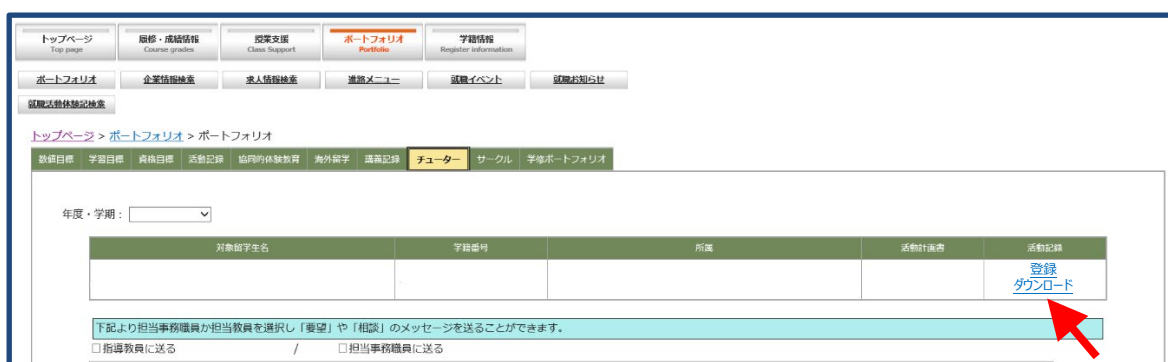 トップページ 履修・成績情報 授業支援 ポートフォリオ 学籍情報
Top page Course grades Class Support Portfolio Register information
ポートフォリオ 企業情報検索 求人情報検索 進路メニュー 就職イベント 就職お知らせ
就職活動体験記検索
トップページ > ポートフォリオ > ポートフォリオ
数値目標 学習目標 資格目標 活動記録 協同的体験教育 海外留学 講義記録 チューター サークル 学修ポートフォリオ
年度・学期：
対象留学生名 学籍番号 所属 活動計画書 活動記録
登録
ダウンロード
下記より担当事務職員か担当教員を選択し「要望」や「相談」のメッセージを送ることができます。
□指導教員に送る / □担当事務職員に送る